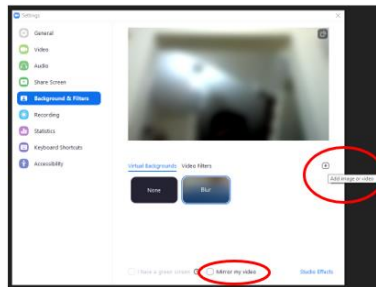 Settings
General
Video
Audio
Share Screen
Background & Filters
Recording
Statistics
Keyboard Shortcuts
Accessibility
Virtual Backgrounds Video Filters
Add image or video
None
Blur
I have a green screen
Mirror my video
Studio Effects